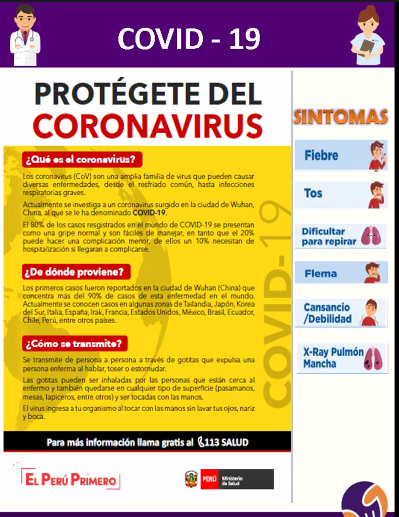 COVID - 19
PROTÉGETE DEL
CORONAVIRUS
¿Qué es el coronavirus?
Los coronavirus (CoV) son una amplia familia de virus que pueden causar
diversas enfermedades, desde el resfriado común, hasta infecciones
respiratorias graves.
Actualmente se investiga a un coronavirus surgido en la ciudad de Wuhan,
China, al que se le ha denominado COVID-19.
El 80% de los casos resgistrados en el mundo de COVID-19 se presentan
como una gripe normal y son fáciles de manejar, en tanto que el 20%
puede hacer una complicación menor, de ellos un 10% necesitan de
hospitalización si llegaran a complicarse.
¿De dónde proviene?
Los primeros casos fueron reportados en la ciudad de Wuhan (China) que
concentra más del 90% de casos de esta enfermedad en el mundo.
Actualmente se conocen casos en algunas zonas de Tailandia, Japón, Korea
del Sur, Italia, España, Irak, Francia, Estados Unidos, México, Brasil, Ecuador,
Chile, Perú, entre otros países.
¿Cómo se transmite?
Se transmite de persona a persona a través de gotitas que expulsa una
persona enferma al hablar, toser o estornudar.
Las gotitas pueden ser inhaladas por las personas que están cerca al
enfermo y también quedarse en cualquier tipo de superficie (pasamanos,
mesas, lapiceros, entre otros) y ser tocadas con las manos.
El virus ingresa a tu organismo al tocar con las manos sin lavar tus ojos, nariz
y boca.
COVID - 19
Para más información llama gratis al 113 SALUD
EL PERÚ PRIMERO
PERÚ Ministerio
de Salud
SINTOMAS
Fiebre
Tos
Dificultar
para repirar
Flema
Cansancio
/Debilidad
X-Ray Pulmón
Mancha